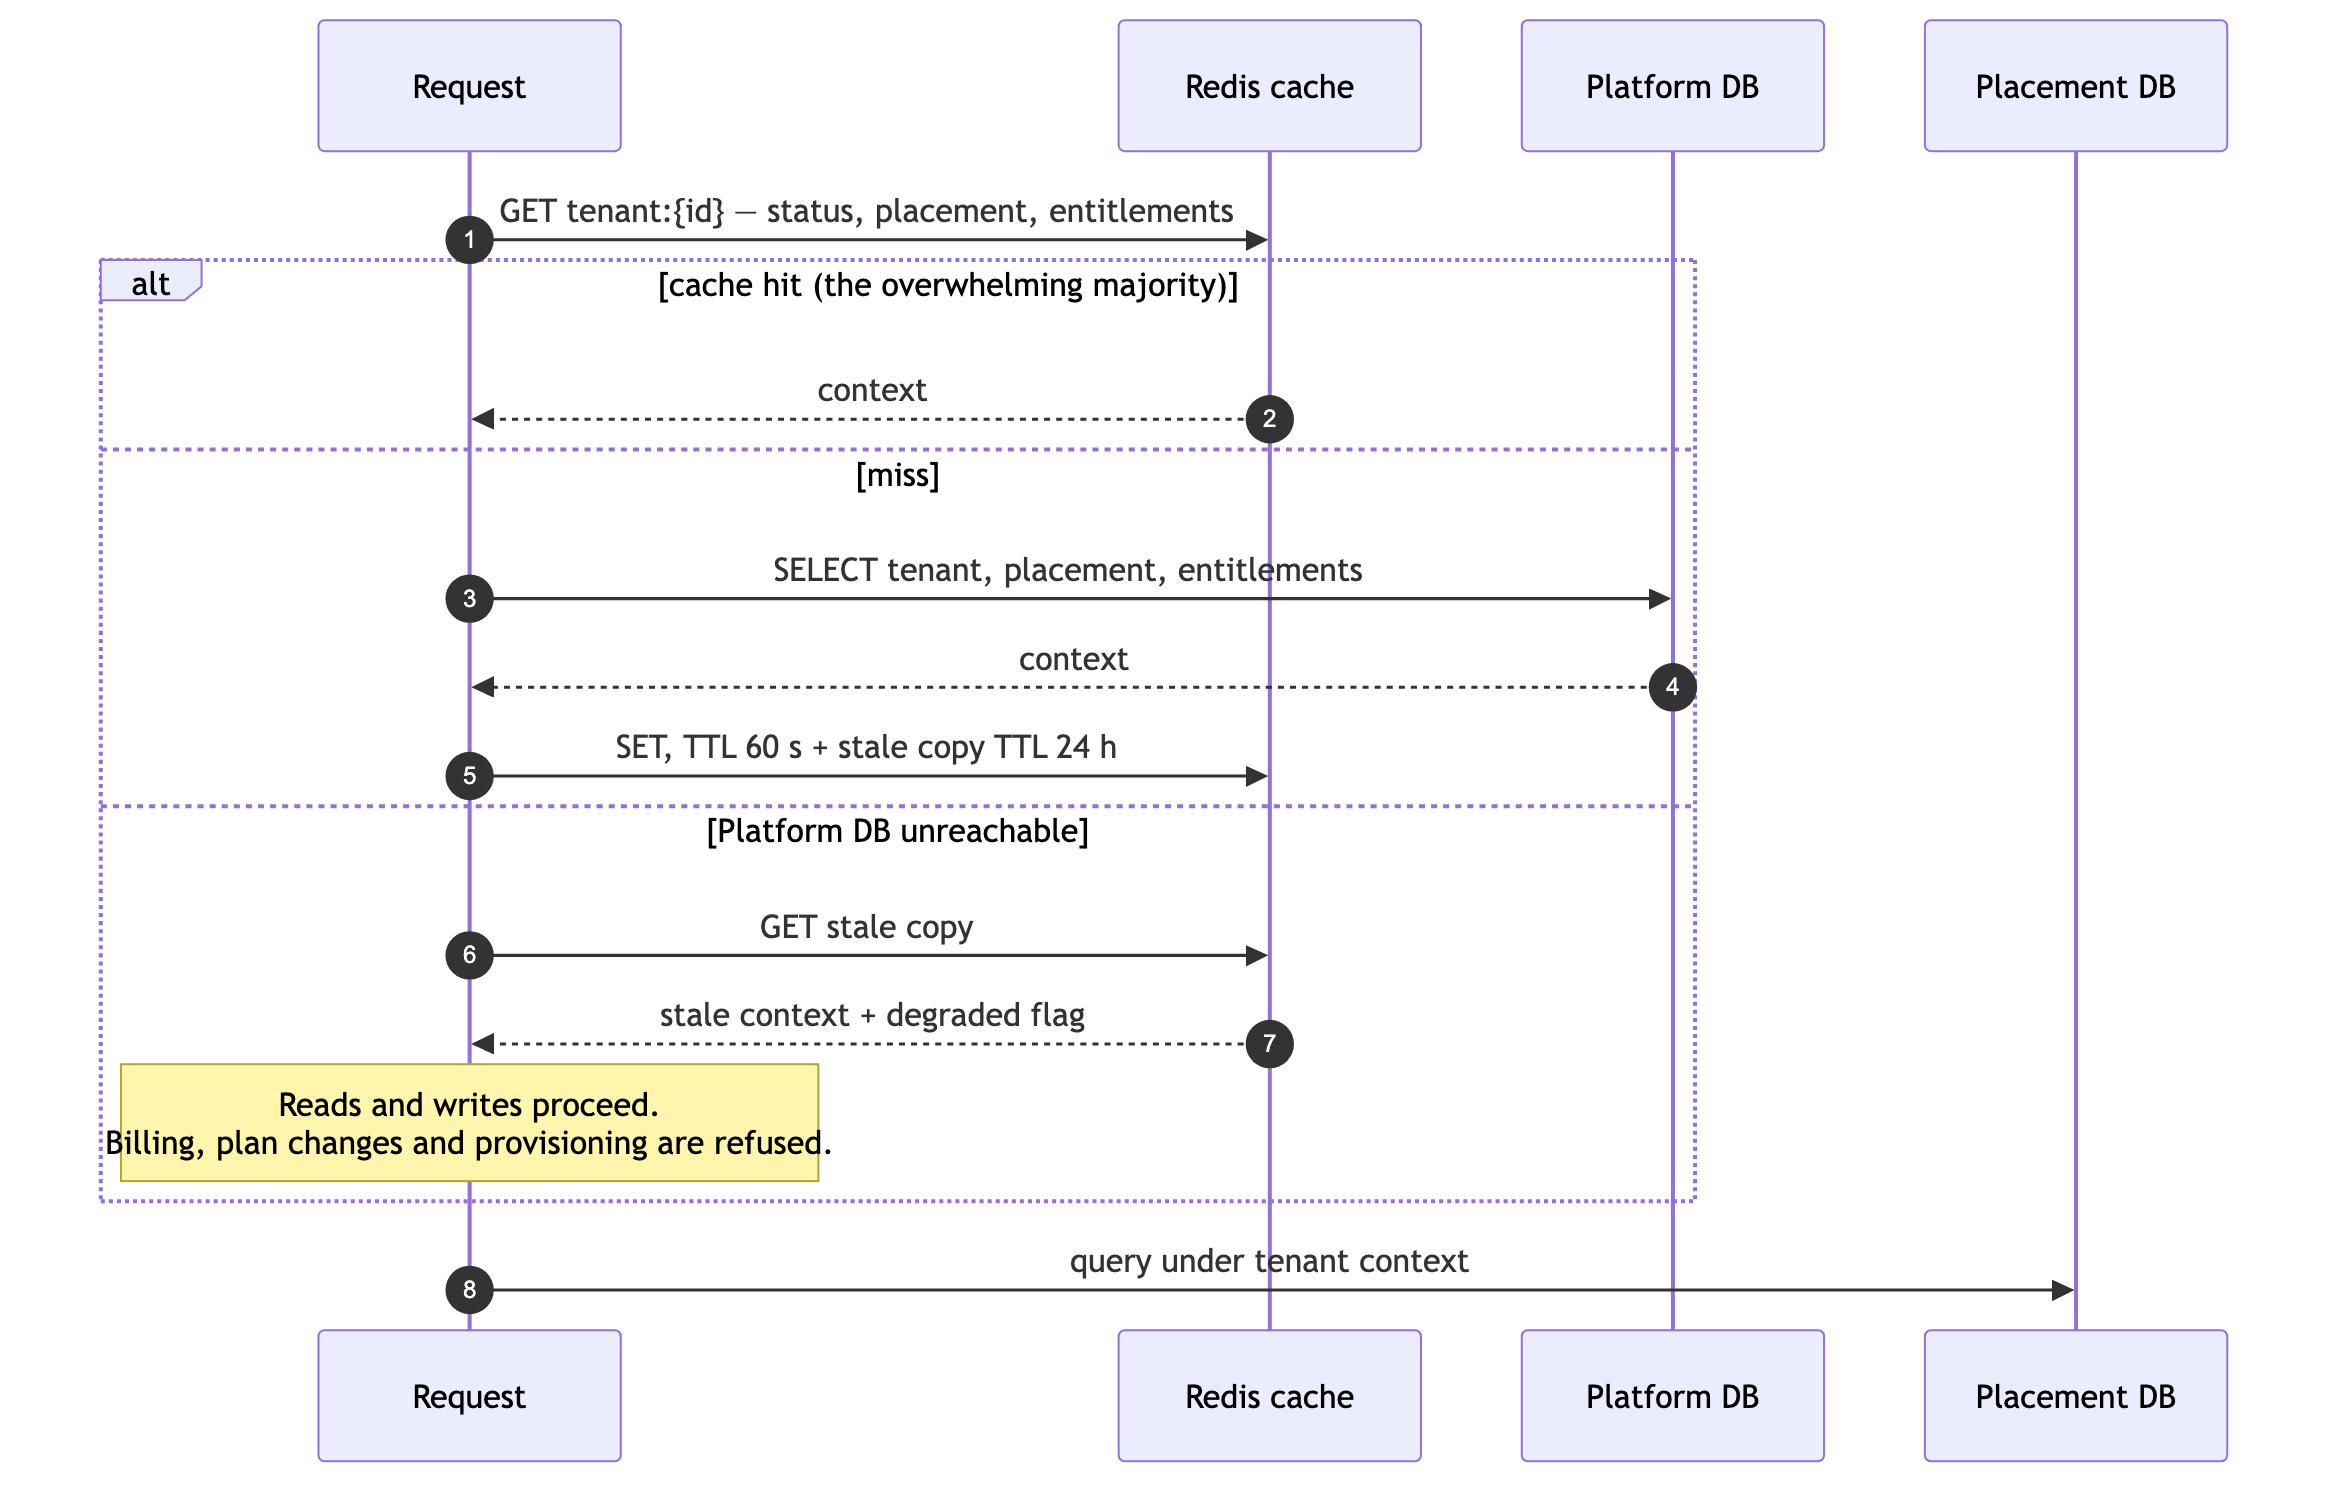 Request
Redis cache
Platform DB
Placement DB
GET tenant:{id} — status, placement, entitlements
1
alt
[cache hit (the overwhelming majority)]
context
2
[miss]
SELECT tenant, placement, entitlements
3
context
4
SET, TTL 60 s + stale copy TTL 24 h
5
[Platform DB unreachable]
GET stale copy
6
stale context + degraded flag
7
Reads and writes proceed.
Billing, plan changes and provisioning are refused.
query under tenant context
8
Request
Redis cache
Platform DB
Placement DB